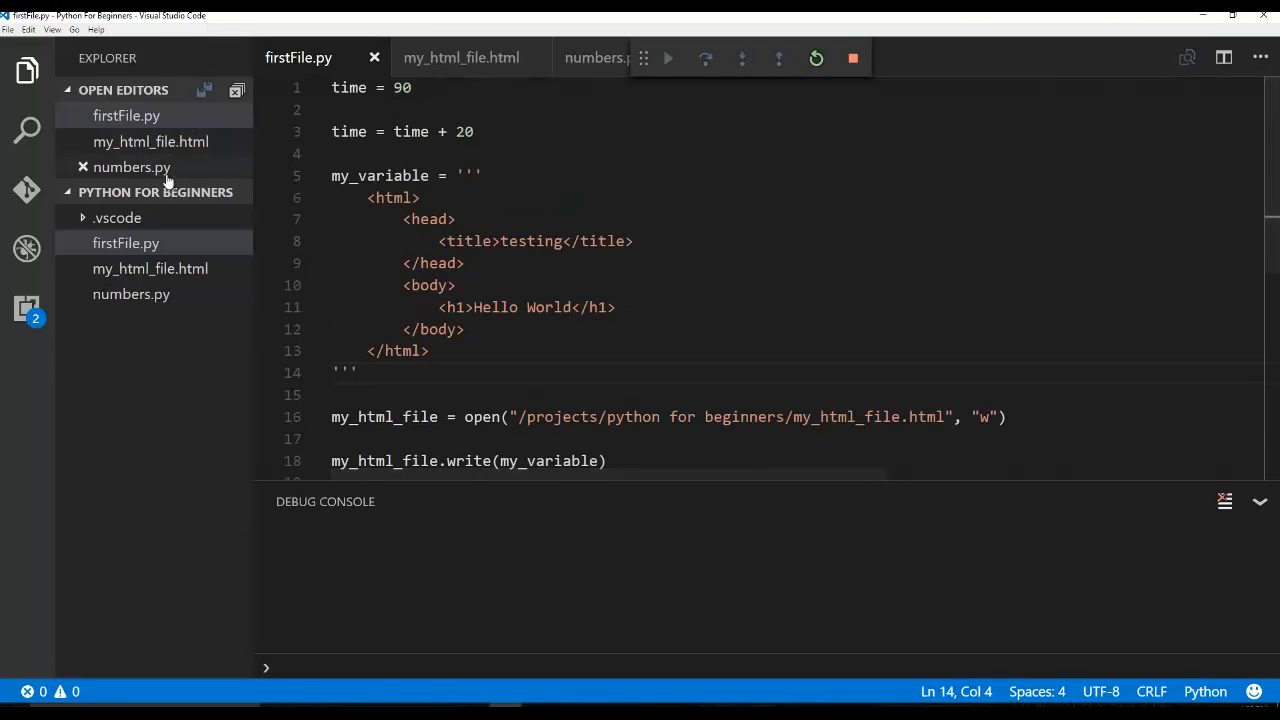 firstFile.py - Python For Beginners - Visual Studio Code
File Edit View Go Help
EXPLORER
OPEN EDITORS
firstFile.py
my_html_file.html
numbers.py
PYTHON FOR BEGINNERS
.vscode
firstFile.py
my_html_file.html
numbers.py
2
firstFile.py my_html_file.html numbers.p
1 time = 90
2
3 time = time + 20
4
5 my_variable = '''
6 <html>
7 <head>
8 <title>testing</title>
9 </head>
10 <body>
11 <h1>Hello World</h1>
12 </body>
13 </html>
14 '''
15
16 my_html_file = open("/projects/python for beginners/my_html_file.html", "w")
17
18 my_html_file.write(my_variable)
DEBUG CONSOLE
0 0 Ln 14, Col 4 Spaces: 4 UTF-8 CRLF Python